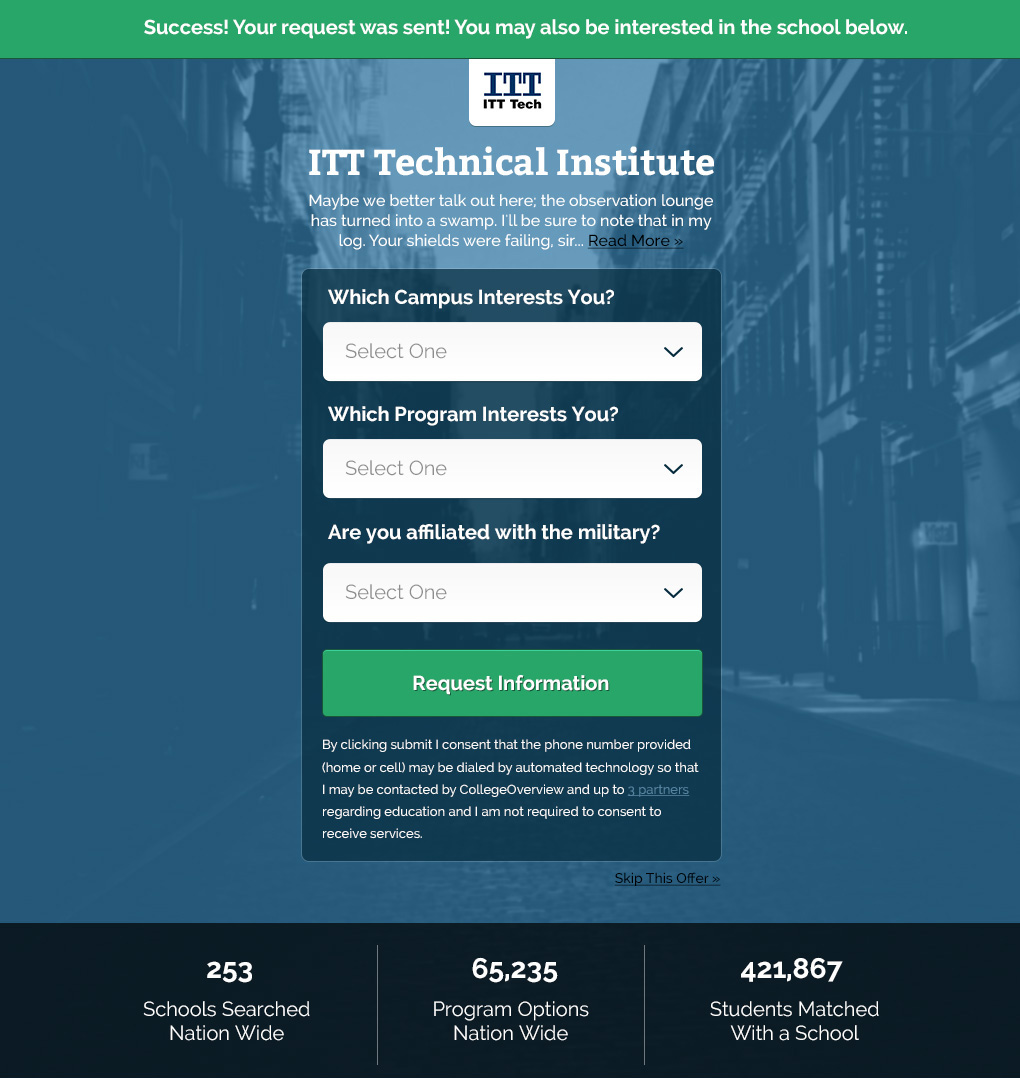 Success! Your request was sent! You may also be interested in the school below.
ITT
ITT Tech
ITT Technical Institute
Maybe we better talk out here; the observation lounge
has turned into a swamp. I'll be sure to note that in my
log. Your shields were failing, sir... Read More »
Which Campus Interests You?
Select One
Which Program Interests You?
Select One
Are you affiliated with the military?
Select One
Request Information
By clicking submit I consent that the phone number provided
(home or cell) may be dialed by automated technology so that
I may be contacted by CollegeOverview and up to 3 partners
regarding education and I am not required to consent to
receive services.
Skip This Offer »
253
Schools Searched
Nation Wide
65,235
Program Options
Nation Wide
421,867
Students Matched
With a School